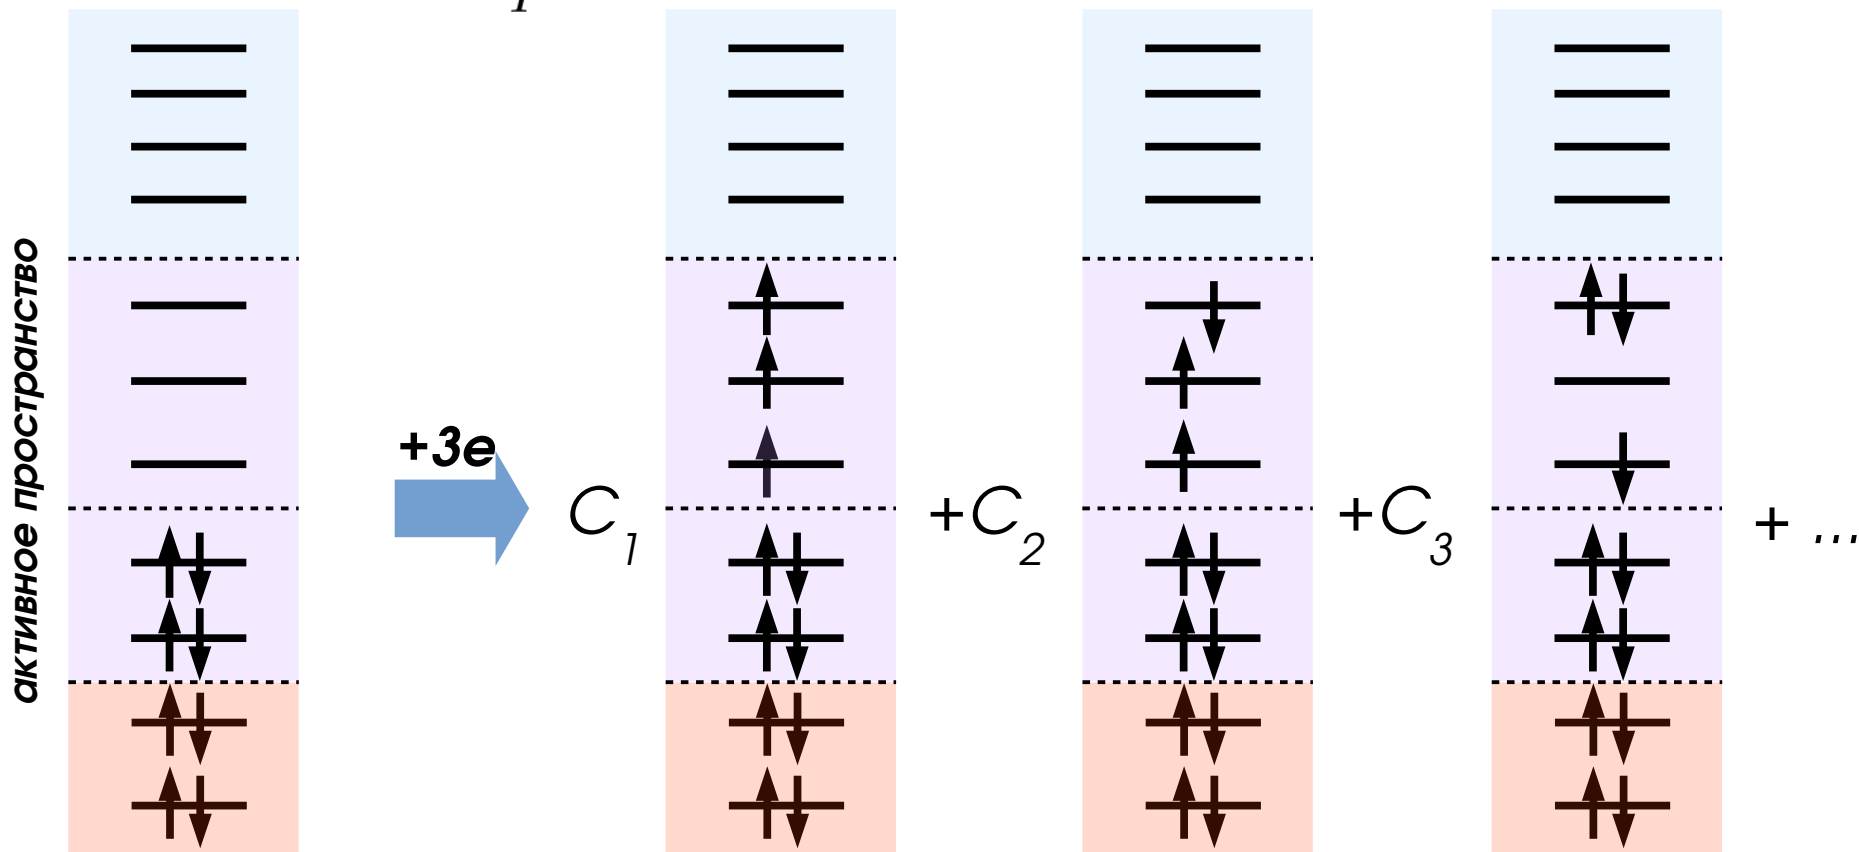 активное пространство
+3e
C1
+C2
+C3
+ ...